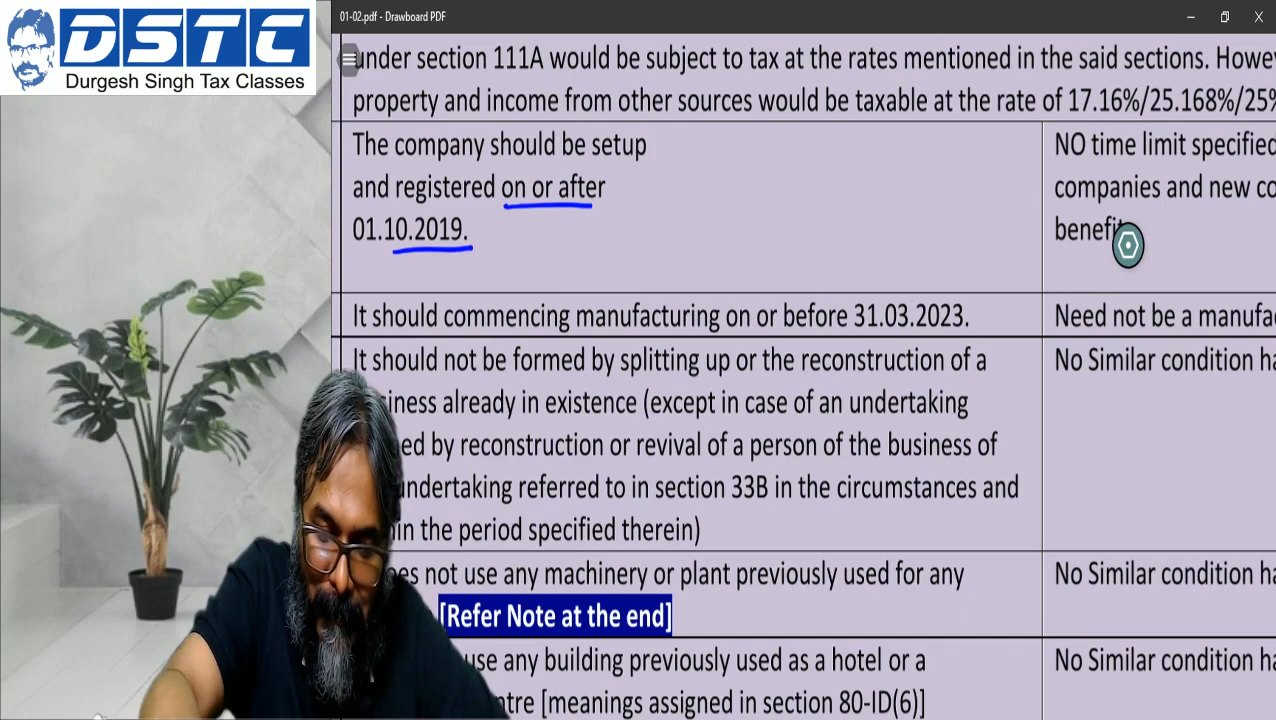 DSTC
Durgesh Singh Tax Classes
01-02.pdf - Drawboard PDF
under section 111A would be subject to tax at the rates mentioned in the said sections. Howe
property and income from other sources would be taxable at the rate of 17.16%/25.168%/25%
The company should be setup
and registered on or after
01.10.2019.
NO time limit specified
companies and new co
benefit
It should commencing manufacturing on or before 31.03.2023.
Need not be a manufa
It should not be formed by splitting up or the reconstruction of a
business already in existence (except in case of an undertaking
ed by reconstruction or revival of a person of the business of
undertaking referred to in section 33B in the circumstances and
in the period specified therein)
No Similar condition ha
es not use any machinery or plant previously used for any
[Refer Note at the end]
No Similar condition ha
use any building previously used as a hotel or a
ntre [meanings assigned in section 80-ID(6)]
No Similar condition ha